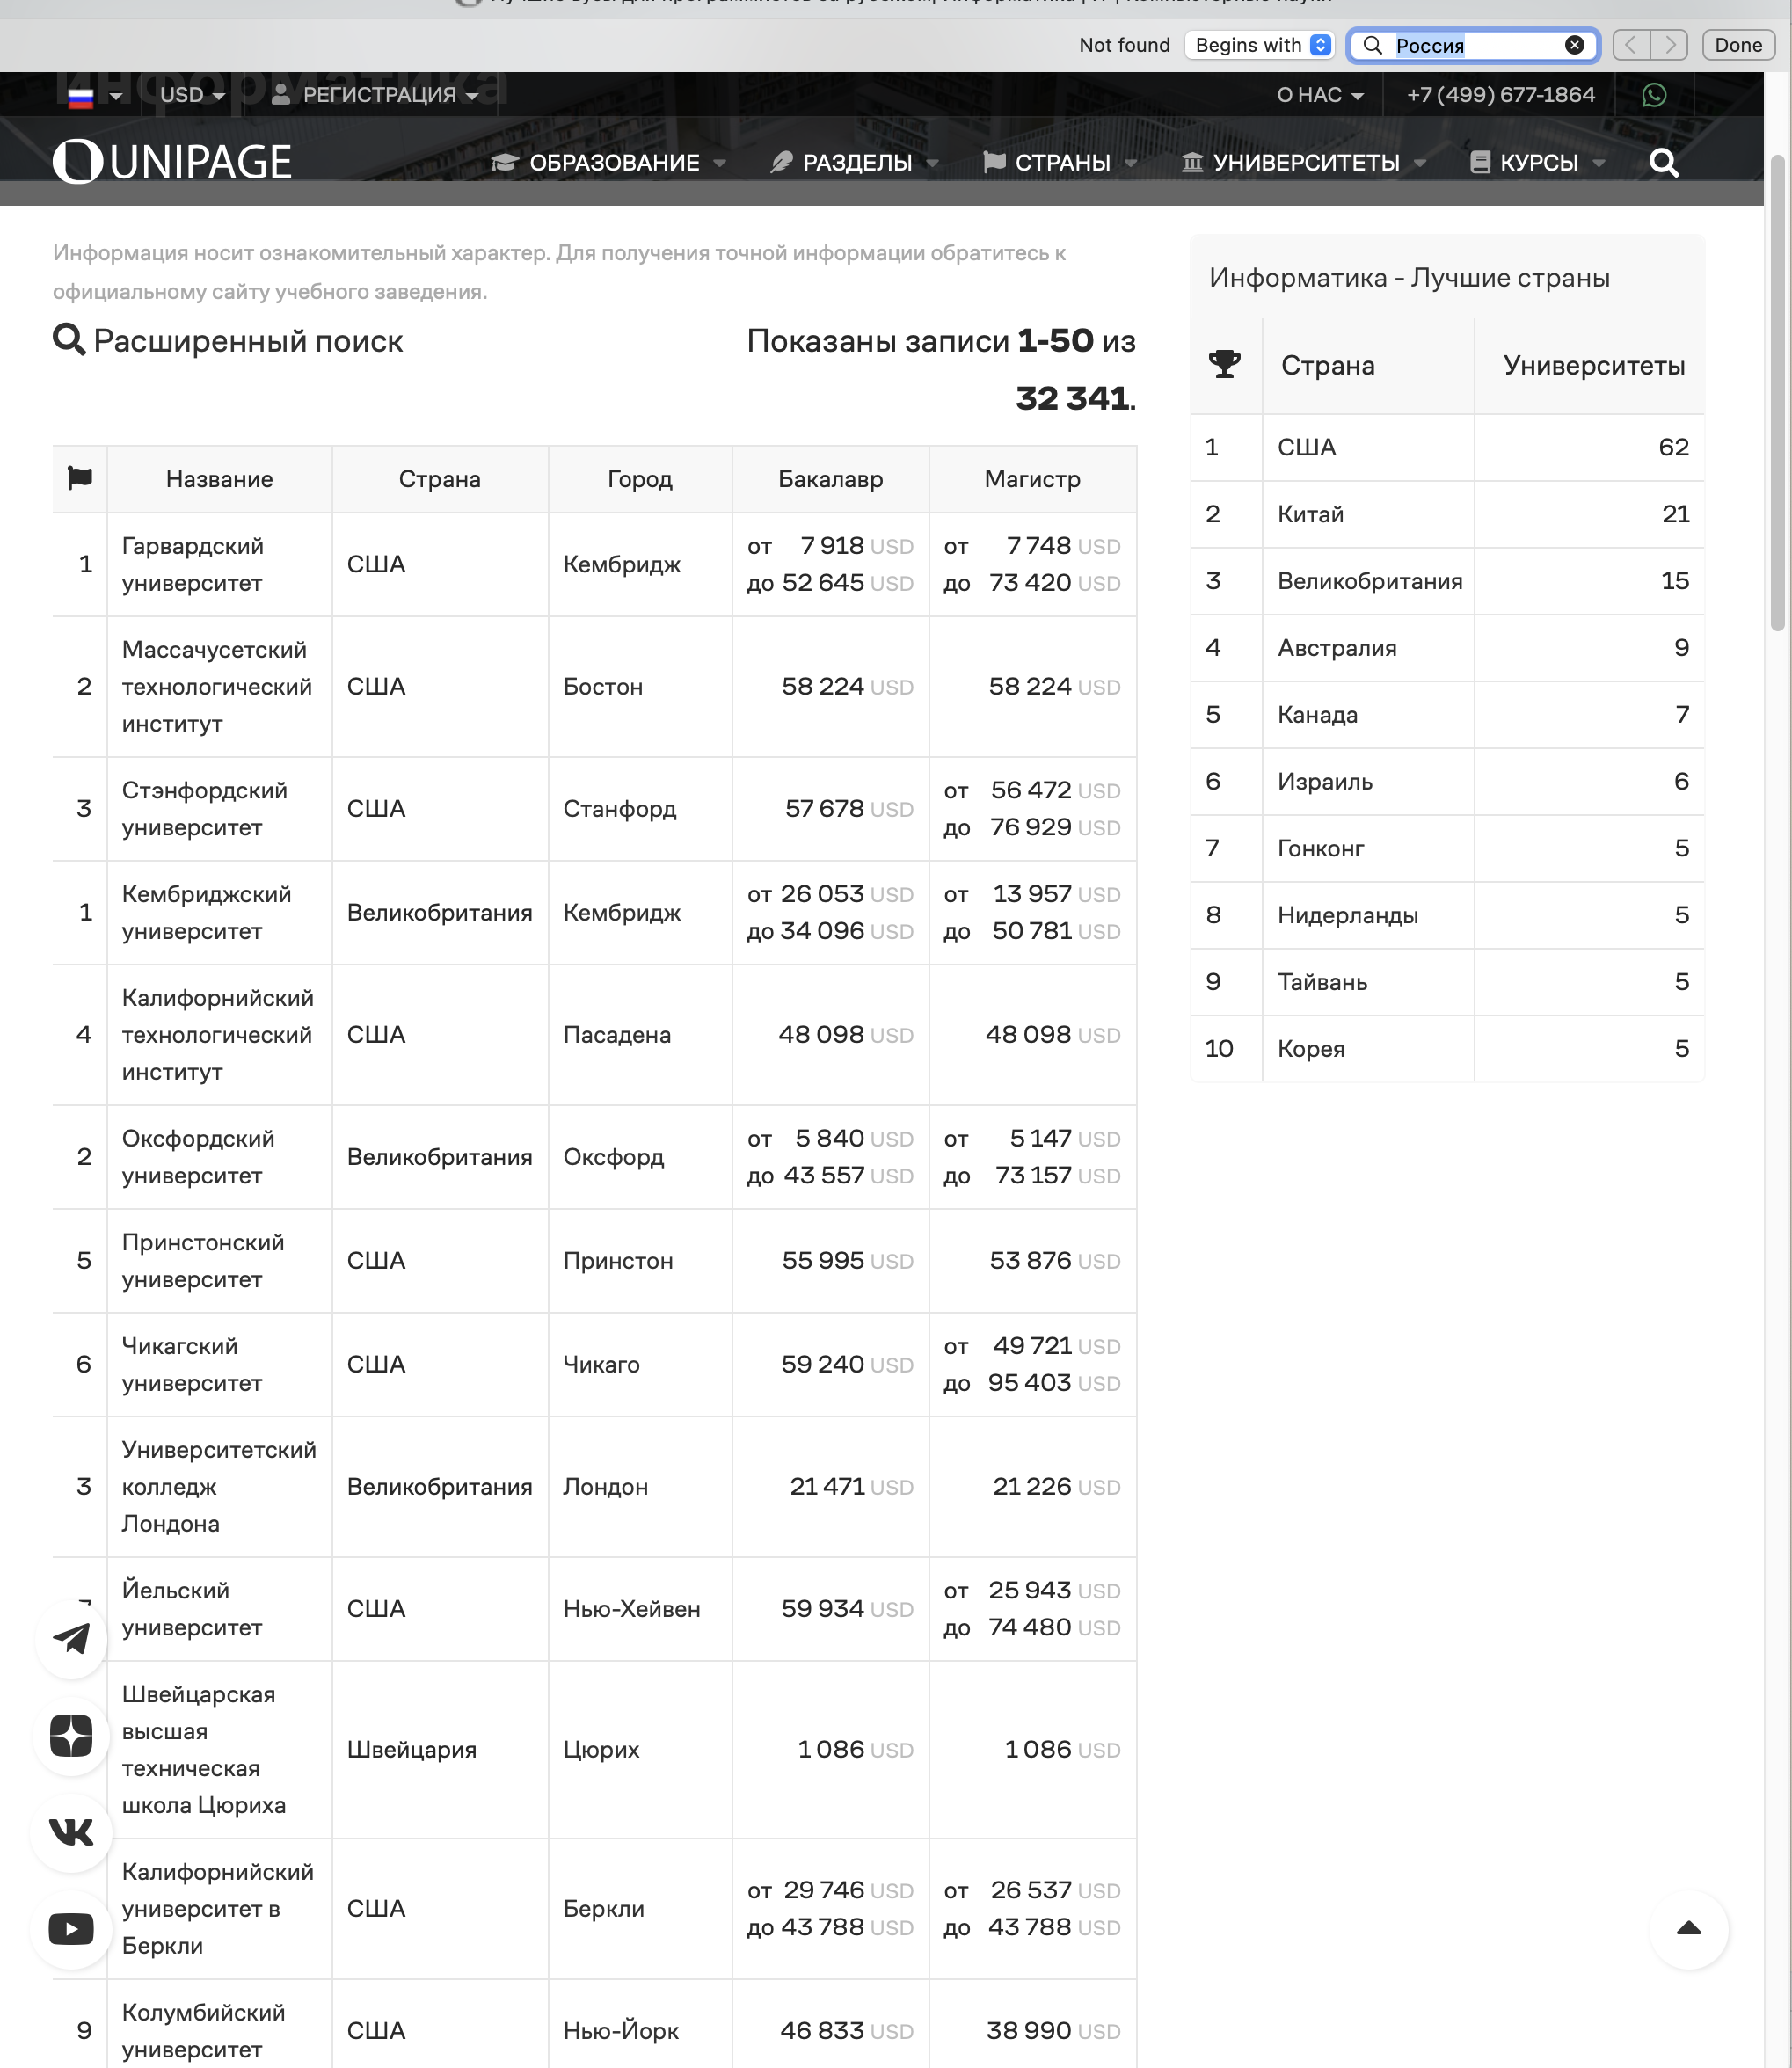 Лучшие вузы для программистов за рубежом, Информатика | IT | Компьютерные науки
Not found Begins with Россия Done
информатика
USD РЕГИСТРАЦИЯ О НАС +7 (499) 677-1864
UNIPAGE ОБРАЗОВАНИЕ РАЗДЕЛЫ СТРАНЫ УНИВЕРСИТЕТЫ КУРСЫ
Информация носит ознакомительный характер. Для получения точной информации обратитесь к
официальному сайту учебного заведения.
Расширенный поиск
Показаны записи 1-50 из
32 341.
Название Страна Город Бакалавр Магистр
1 Гарвардский университет США Кембридж от 7 918 USD до 52 645 USD от 7 748 USD до 73 420 USD
2 Массачусетский технологический институт США Бостон 58 224 USD 58 224 USD
3 Стэнфордский университет США Станфорд 57 678 USD от 56 472 USD до 76 929 USD
1 Кембриджский университет Великобритания Кембридж от 26 053 USD до 34 096 USD от 13 957 USD до 50 781 USD
4 Калифорнийский технологический институт США Пасадена 48 098 USD 48 098 USD
2 Оксфордский университет Великобритания Оксфорд от 5 840 USD до 43 557 USD от 5 147 USD до 73 157 USD
5 Принстонский университет США Принстон 55 995 USD 53 876 USD
6 Чикагский университет США Чикаго 59 240 USD от 49 721 USD до 95 403 USD
3 Университетский колледж Лондона Великобритания Лондон 21 471 USD 21 226 USD
Йельский университет США Нью-Хейвен 59 934 USD от 25 943 USD до 74 480 USD
Швейцарская высшая техническая школа Цюриха Швейцария Цюрих 1 086 USD 1 086 USD
Калифорнийский университет в Беркли США Беркли от 29 746 USD до 43 788 USD от 26 537 USD до 43 788 USD
9 Колумбийский университет США Нью-Йорк 46 833 USD 38 990 USD
Информатика - Лучшие страны
Страна Университеты
1 США 62
2 Китай 21
3 Великобритания 15
4 Австралия 9
5 Канада 7
6 Израиль 6
7 Гонконг 5
8 Нидерланды 5
9 Тайвань 5
10 Корея 5